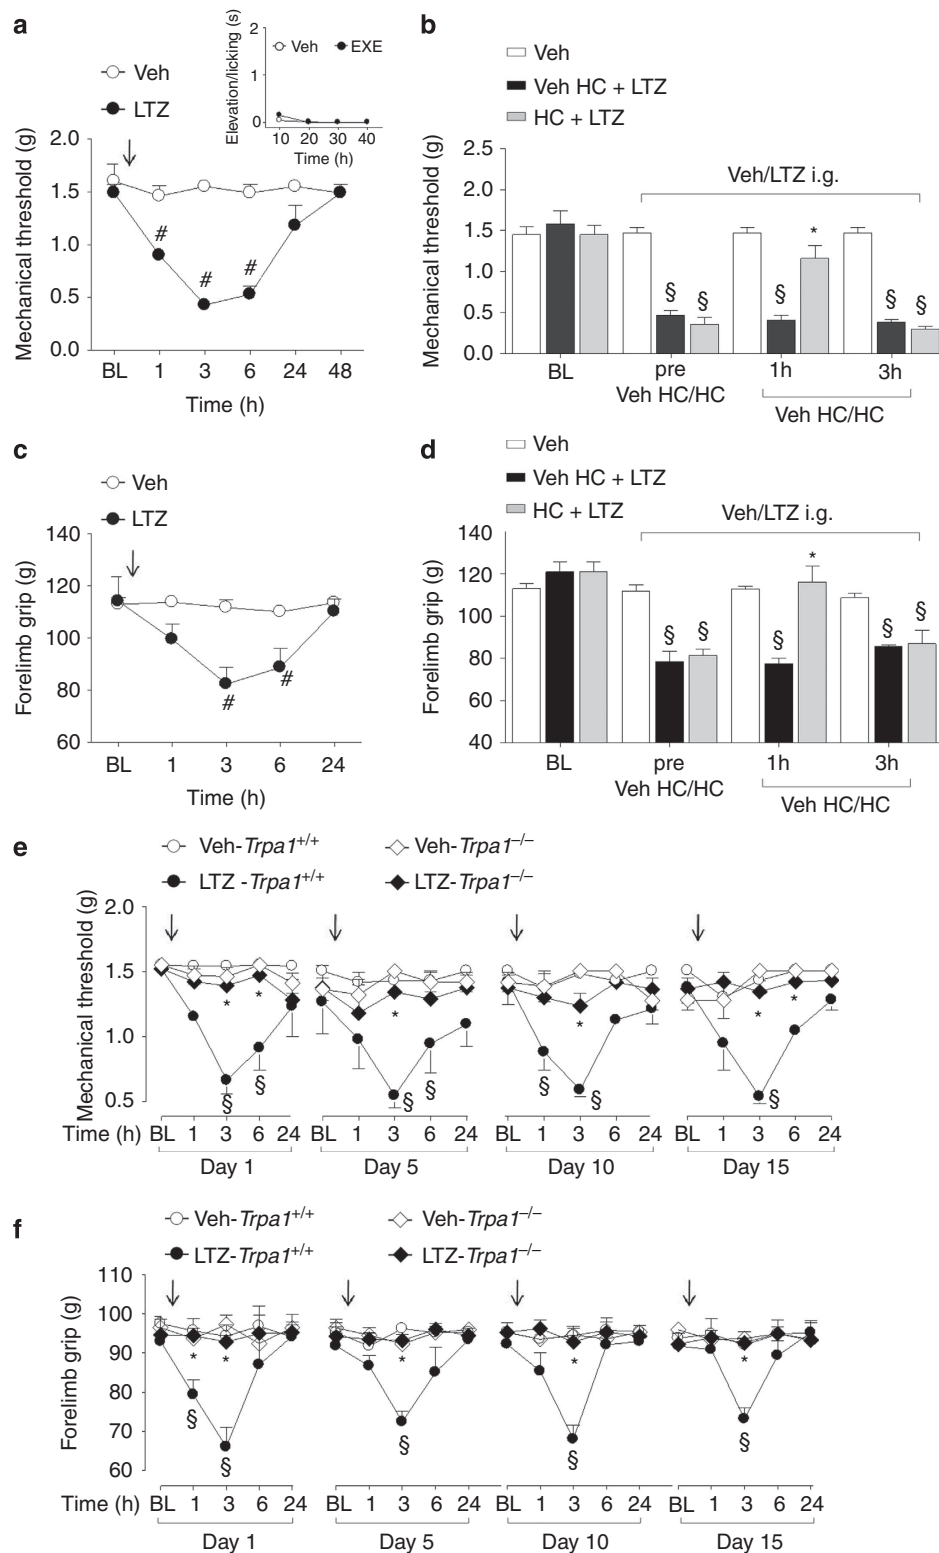 a
Veh
LTZ
Elevation/licking (s)
2
1
0
Veh
EXE
10 20 30 40
Time (h)
Mechanical threshold (g)
2.0
1.5
1.0
0.5
0.0
#
#
#
BL 1 3 6 24 48
Time (h)
b
Veh
Veh HC + LTZ
HC + LTZ
Veh/LTZ i.g.
Mechanical threshold (g)
2.5
2.0
1.5
1.0
0.5
0.0
§ § § * § §
BL pre 1h 3h
Veh HC/HC
Veh HC/HC
c
Veh
LTZ
Forelimb grip (g)
140
120
100
80
60
# #
BL 1 3 6 24
Time (h)
d
Veh
Veh HC + LTZ
HC + LTZ
Veh/LTZ i.g.
Forelimb grip (g)
140
120
100
80
60
40
§ § § * § §
BL pre 1h 3h
Veh HC/HC
Veh HC/HC
e
Veh-Trpa1+/+ Veh-Trpa1–/–
LTZ -Trpa1+/+ LTZ-Trpa1–/–
Mechanical threshold (g)
2.0
1.5
1.0
0.5
* * * * * *
§ § § § § § §
Time (h) BL 1 3 6 24 BL 1 3 6 24 BL 1 3 6 24 BL 1 3 6 24
Day 1 Day 5 Day 10 Day 15
f
Veh-Trpa1+/+ Veh-Trpa1–/–
LTZ-Trpa1+/+ LTZ-Trpa1–/–
Forelimb grip (g)
110
100
90
80
70
60
* * * * *
§ § § § §
Time (h) BL 1 3 6 24 BL 1 3 6 24 BL 1 3 6 24 BL 1 3 6 24
Day 1 Day 5 Day 10 Day 15